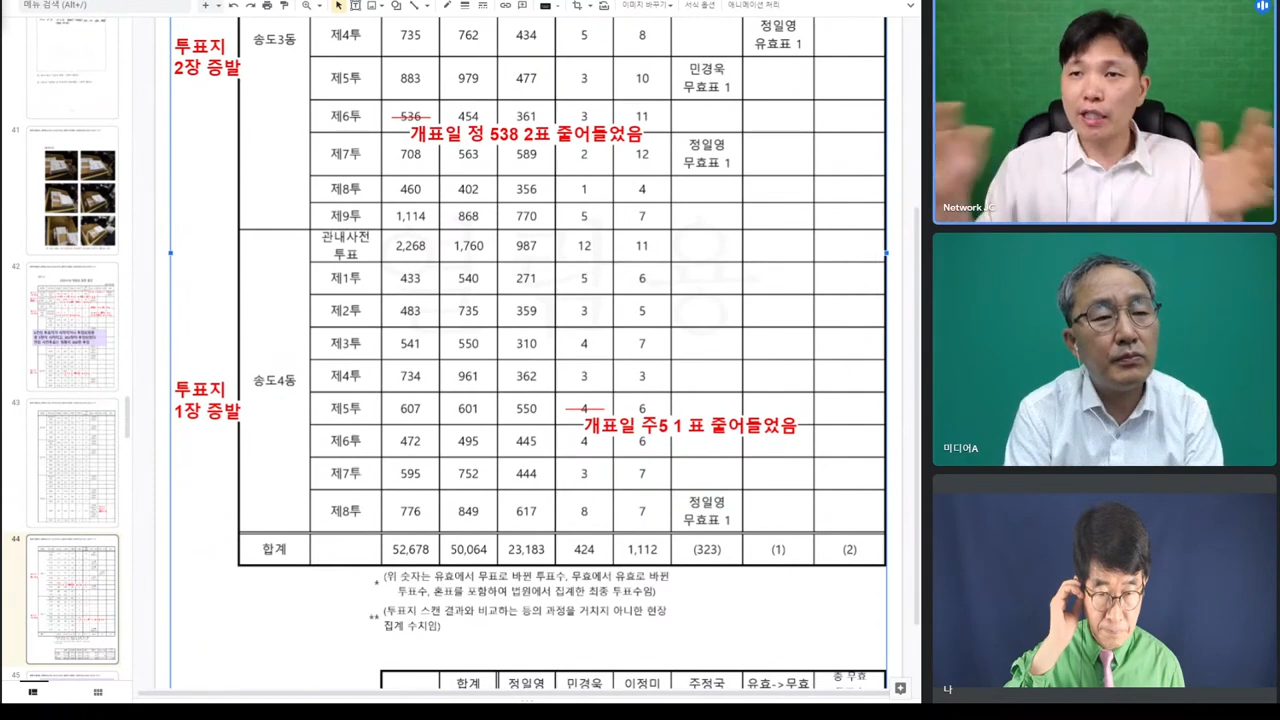 메뉴 검색 (Alt+/)
이미지 바꾸기
서식 옵션
애니메이션 처리
투표지
2장 증발
송도3동
제4투 735 762 434 5 8 정일영
유효표 1
제5투 883 979 477 3 10 민경욱
무효표 1
제6투 536 454 361 3 11
개표일 정 538 2표 줄어들었음
제7투 708 563 589 2 12 정일영
무효표 1
제8투 460 402 356 1 4
제9투 1,114 868 770 5 7
관내사전
투표 2,268 1,760 987 12 11
제1투 433 540 371 5 6
제2투 483 735 359 3 5
제3투 541 550 310 4 7
송도4동
제4투 734 961 362 3 3
투표지
1장 증발
제5투 607 601 550 4 6
개표일 주5 1 표 줄어들었음
제6투 472 495 445 4 6
제7투 595 752 444 3 7
제8투 776 849 617 8 7 정일영
무효표 1
합계 52,678 50,064 23,183 424 1,112 (323) (1) (2)
* (위 숫자는 유효에서 무표로 바뀐 투표수, 무효에서 유효로 바뀐
투표수, 혼표를 포함하여 법원에서 집계한 최종 투표수임)
** (투표지 스캔 결과와 비교하는 등의 과정을 거치지 아니한 현장
집계 수치임)
합계 민경욱 이정미 주정국 유효->무효
41
42
43
44
45
Network JC
미디어A
나